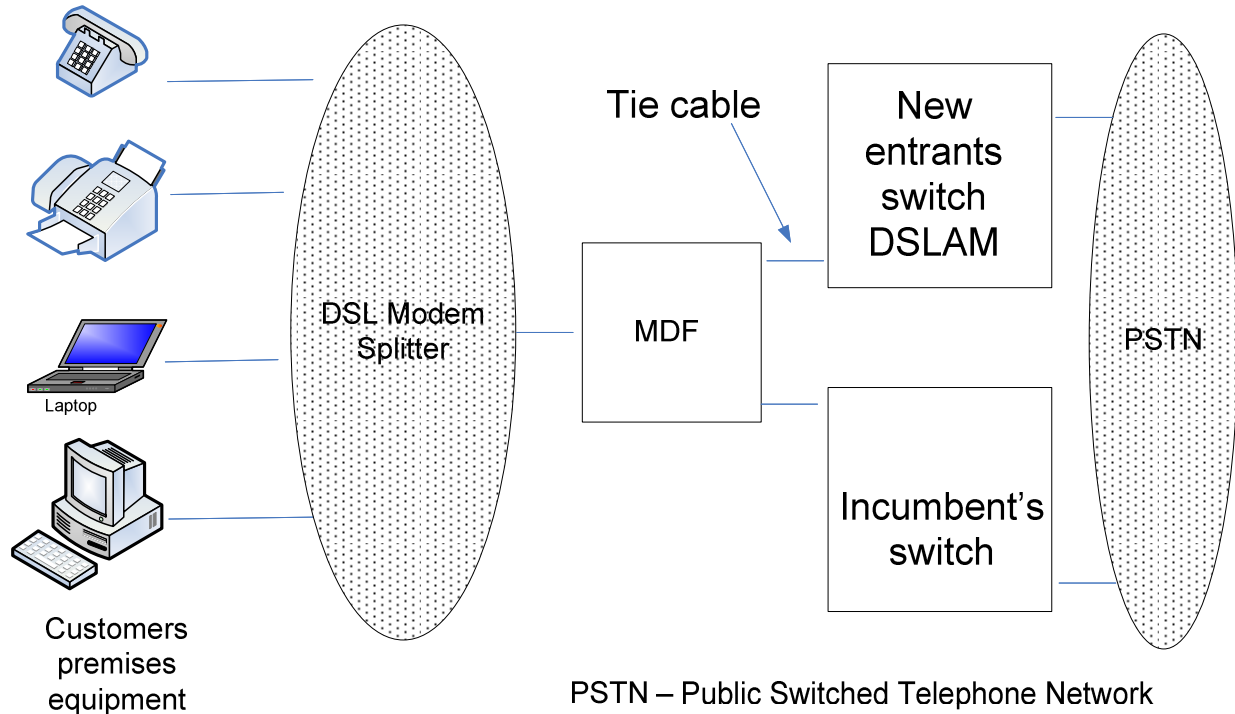 Tie cable
New
entrants
switch
DSLAM
DSL Modem
Splitter
MDF
PSTN
Laptop
Incumbent's
switch
Customers
premises
equipment
PSTN – Public Switched Telephone Network